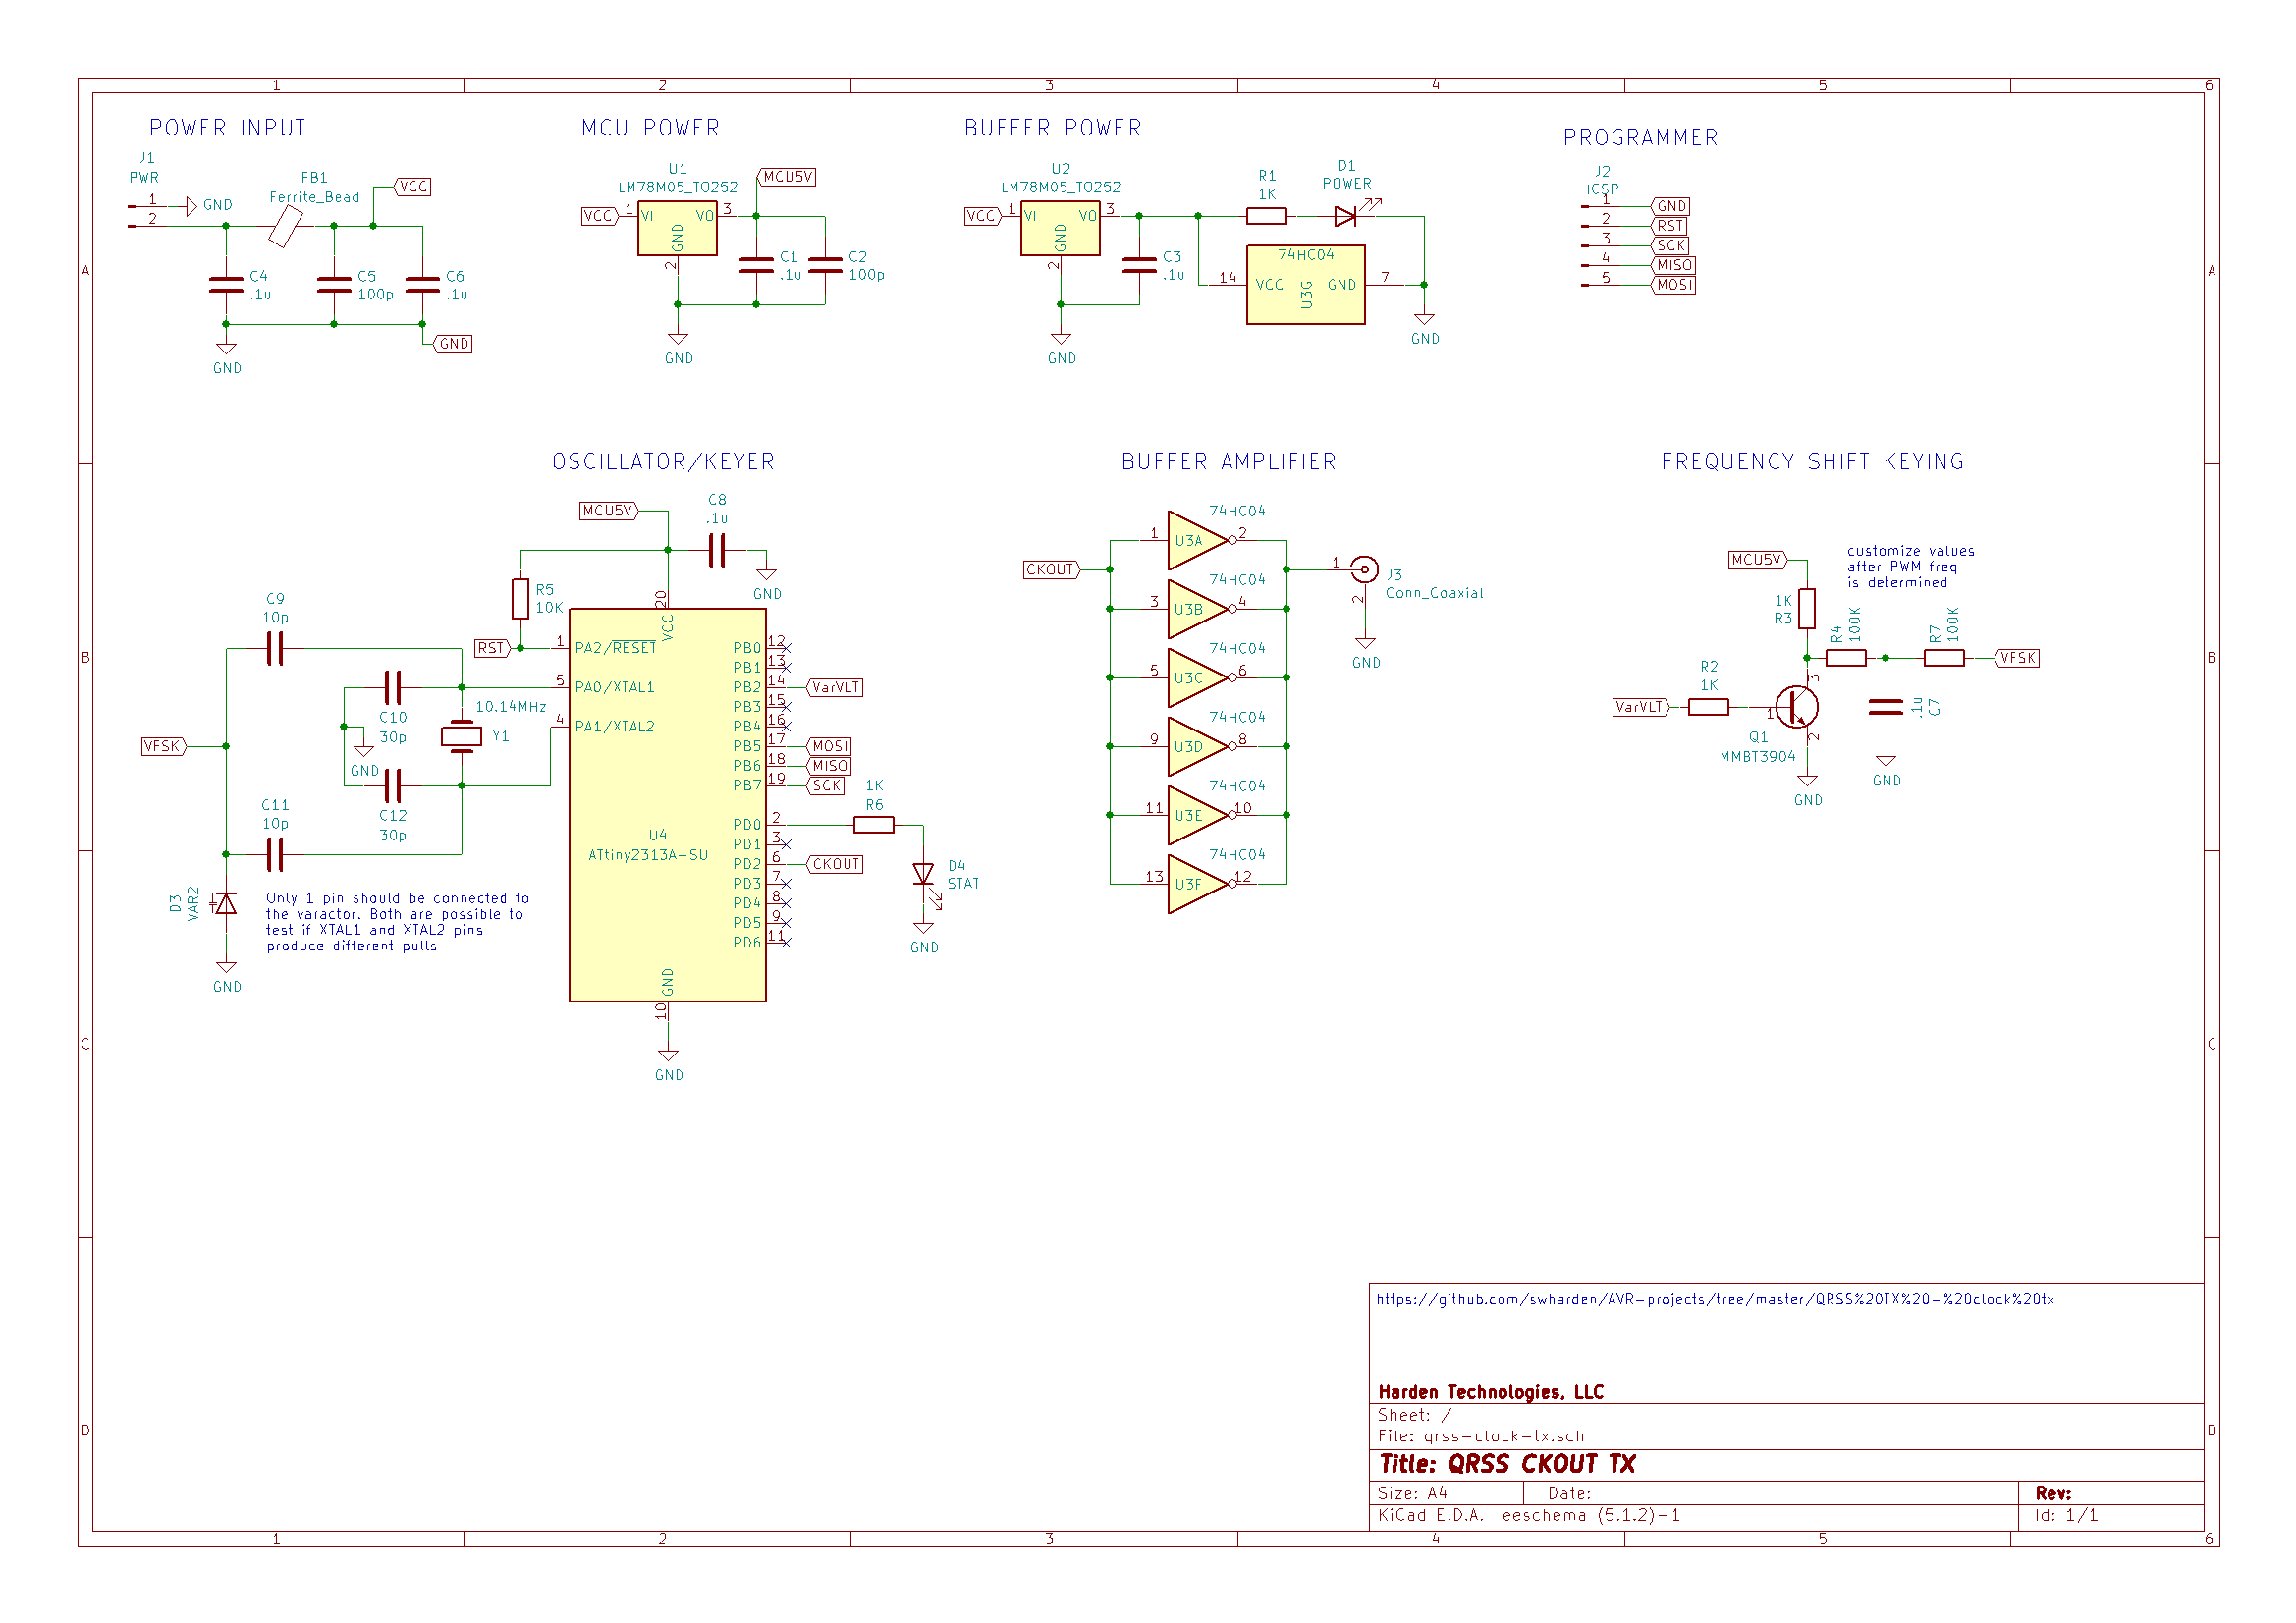 1 2 3 4 5 6
A
B
C
D
A
B
C
D
POWER INPUT
J1
PWR
1
2
GND
FB1
Ferrite_Bead
VCC
C4
.1u
C5
100p
C6
.1u
GND
GND
MCU POWER
U1
LM78M05_TO252
VCC
1
VI
VO
3
GND
2
MCU5V
C1
.1u
C2
100p
GND
BUFFER POWER
U2
LM78M05_TO252
VCC
1
VI
VO
3
GND
2
C3
.1u
GND
R1
1K
D1
POWER
74HC04
14
VCC
GND
7
U3G
GND
PROGRAMMER
J2
ICSP
1
GND
2
RST
3
SCK
4
MISO
5
MOSI
OSCILLATOR/KEYER
MCU5V
C8
.1u
GND
R5
10K
RST
C9
10p
C10
30p
GND
C12
30p
10.14MHz
Y1
VFSK
C11
10p
D3
VAR2
GND
Only 1 pin should be connected to
the varactor. Both are possible to
test if XTAL1 and XTAL2 pins
produce different pulls
20
VCC
1
PA2/RESET
5
PA0/XTAL1
4
PA1/XTAL2
U4
ATtiny2313A-SU
GND
10
GND
PB0 12
PB1 13
PB2 14
VarVLT
PB3 15
PB4 16
PB5 17
MOSI
PB6 18
MISO
PB7 19
SCK
PD0 2
PD1 3
PD2 6
CKOUT
PD3 7
PD4 8
PD5 9
PD6 11
1K
R6
D4
STAT
GND
BUFFER AMPLIFIER
CKOUT
74HC04
1
U3A
2
74HC04
3
U3B
4
74HC04
5
U3C
6
74HC04
9
U3D
8
74HC04
11
U3E
10
74HC04
13
U3F
12
1
J3
Conn_Coaxial
2
GND
FREQUENCY SHIFT KEYING
MCU5V
customize values
after PWM freq
is determined
1K
R3
R4
100K
R7
100K
VFSK
.1u
C7
GND
VarVLT
R2
1K
1
3
2
Q1
MMBT3904
GND
https://github.com/swharden/AVR-projects/tree/master/QRSS%20TX%20-%20clock%20tx
Harden Technologies, LLC
Sheet: /
File: qrss-clock-tx.sch
Title: QRSS CKOUT TX
Size: A4
Date:
Rev:
KiCad E.D.A. eeschema (5.1.2)-1
Id: 1/1
1 2 3 4 5 6